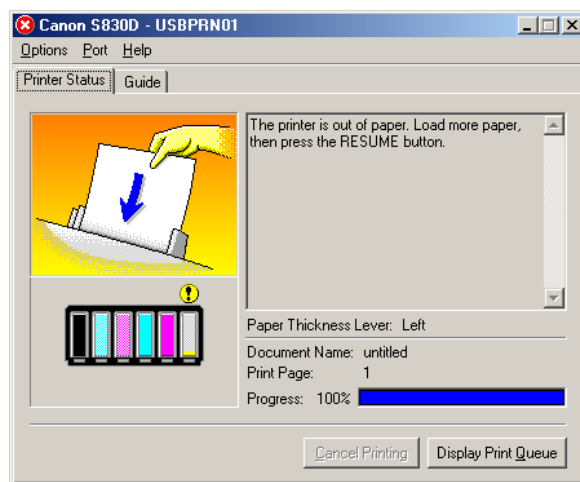 Canon S830D - USBPRN01
Options Port Help
Printer Status Guide
The printer is out of paper. Load more paper,
then press the RESUME button.
Paper Thickness Lever: Left
Document Name: untitled
Print Page: 1
Progress: 100%
Cancel Printing Display Print Queue